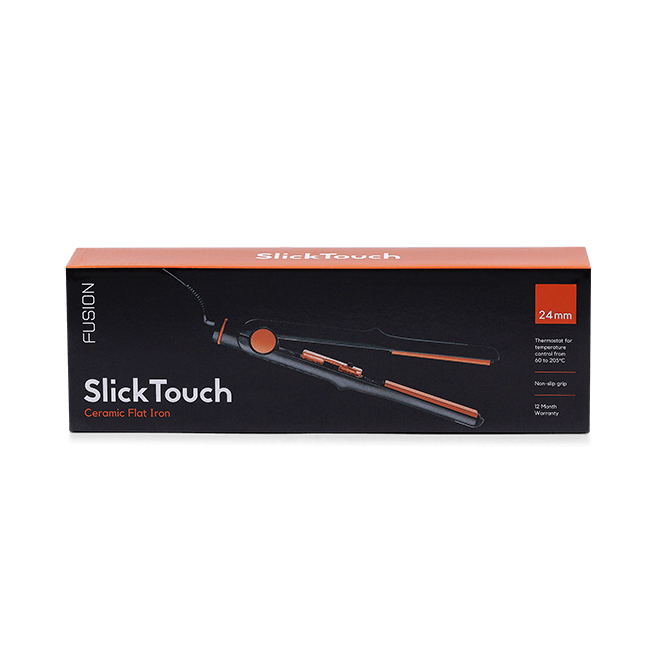 SlickTouch
FUSION
SlickTouch
Ceramic Flat Iron
24mm
Thermostat for
temperature
control from
60 to 205°C
Non-slip grip
12 Month
Warranty